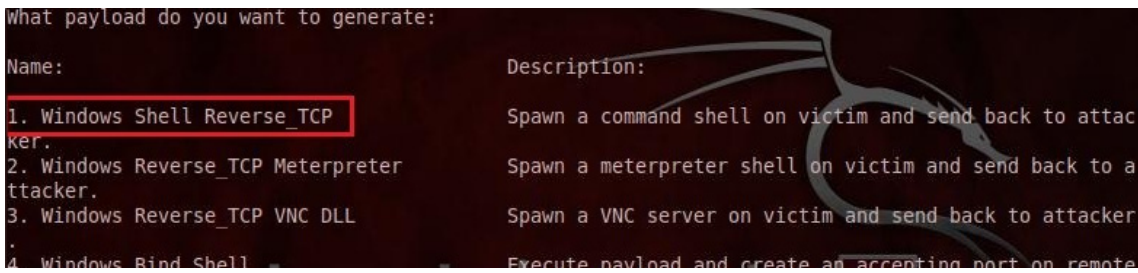 What payload do you want to generate:
Name: Description:
1. Windows Shell Reverse_TCP Spawn a command shell on victim and send back to attac
ker.
2. Windows Reverse_TCP Meterpreter Spawn a meterpreter shell on victim and send back to a
ttacker.
3. Windows Reverse_TCP VNC DLL Spawn a VNC server on victim and send back to attacker
.
4. Windows Bind Shell Execute payload and create an accepting port on remote